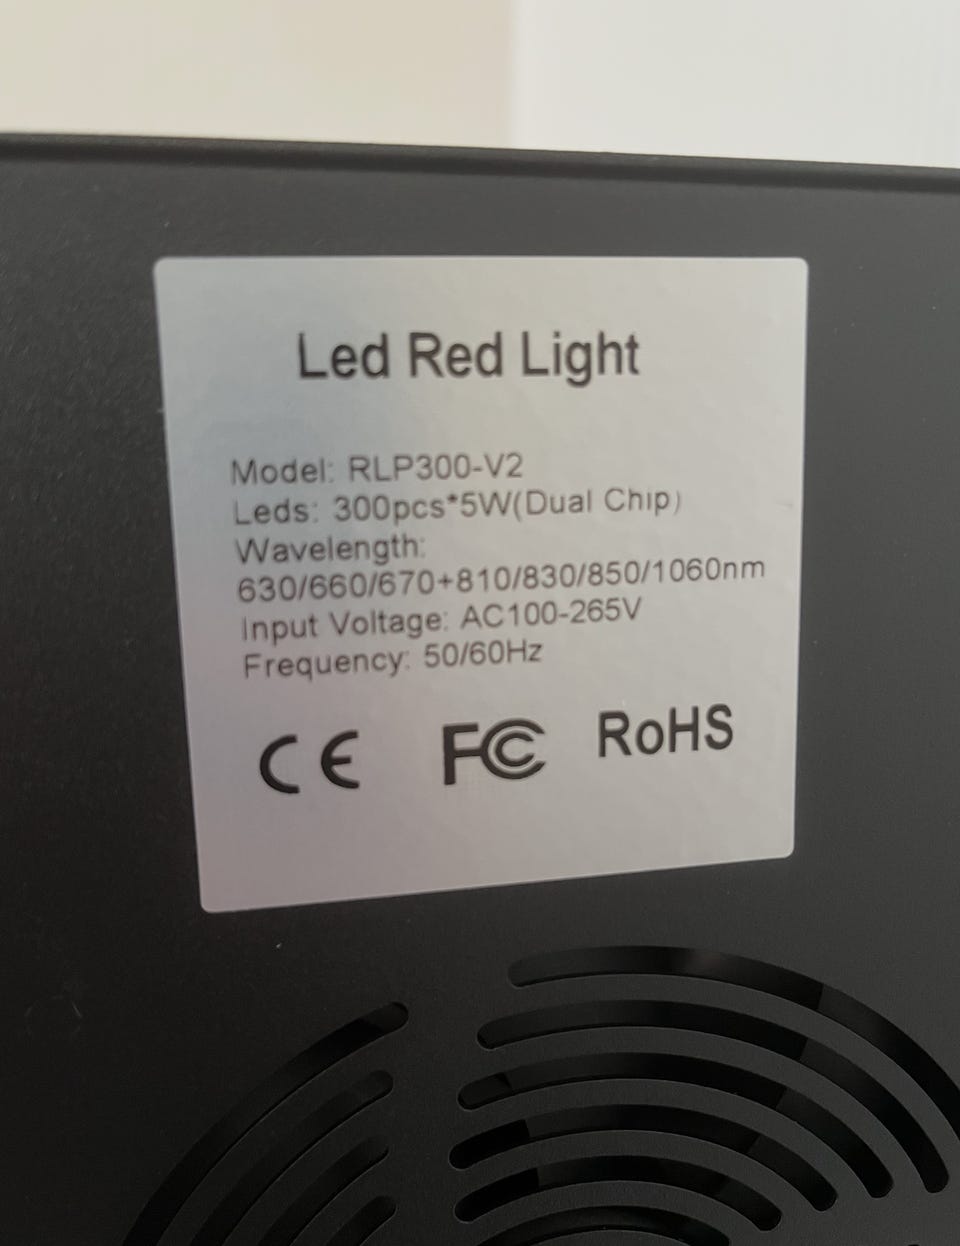 Led Red Light
Model: RLP300-V2
Leds: 300pcs*5W(Dual Chip)
Wavelength:
630/660/670+810/830/850/1060nm
Input Voltage: AC100-265V
Frequency: 50/60Hz
CE FC RoHS